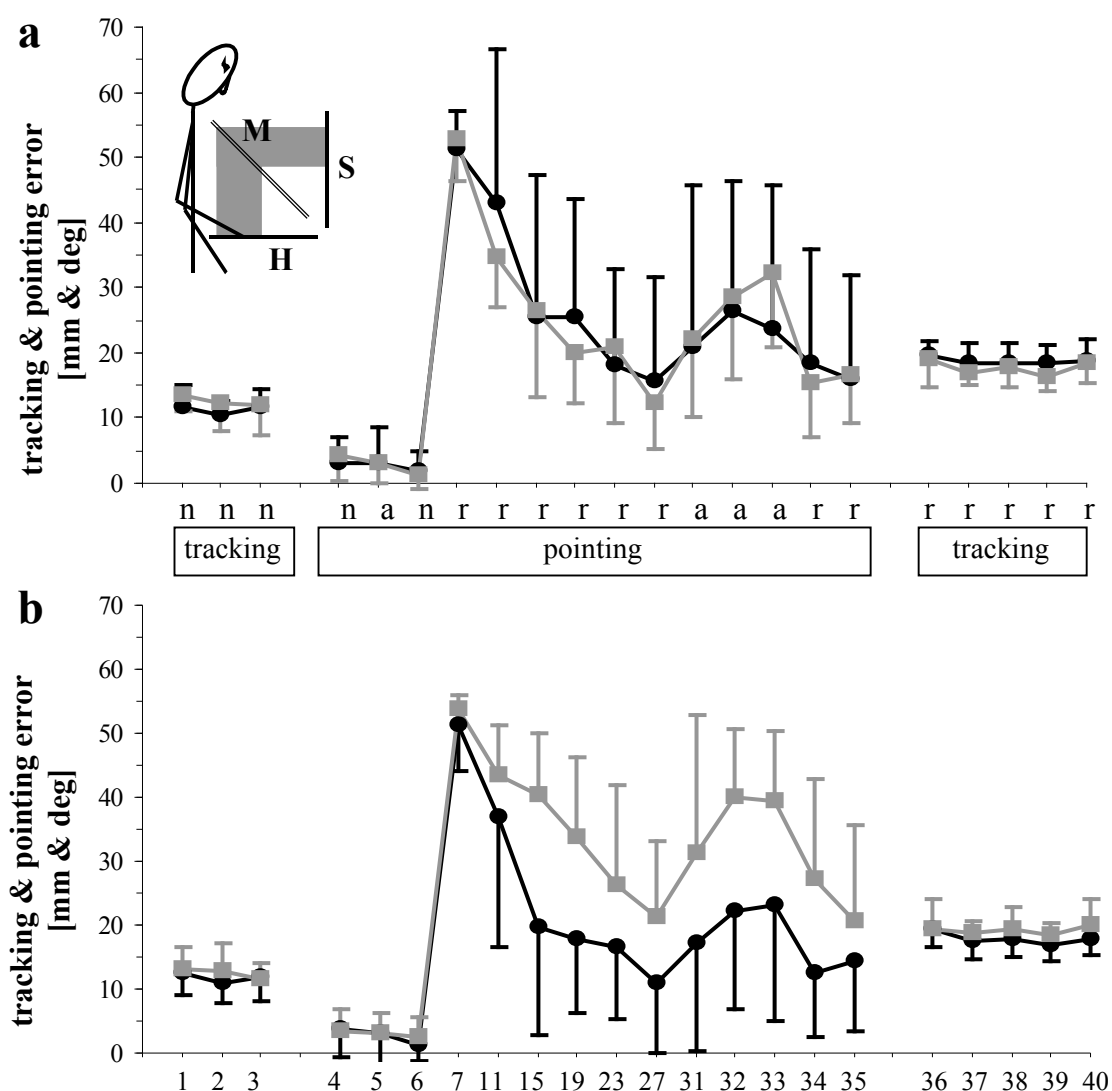 a
tracking & pointing error
[mm & deg]
70
60
50
40
30
20
10
0
M
S
H
n n n n a n r r r r r r a a a r r r r r r r
tracking pointing tracking
b
tracking & pointing error
[mm & deg]
70
60
50
40
30
20
10
0
1 2 3 4 5 6 7 11 15 19 23 27 31 32 33 34 35 36 37 38 39 40